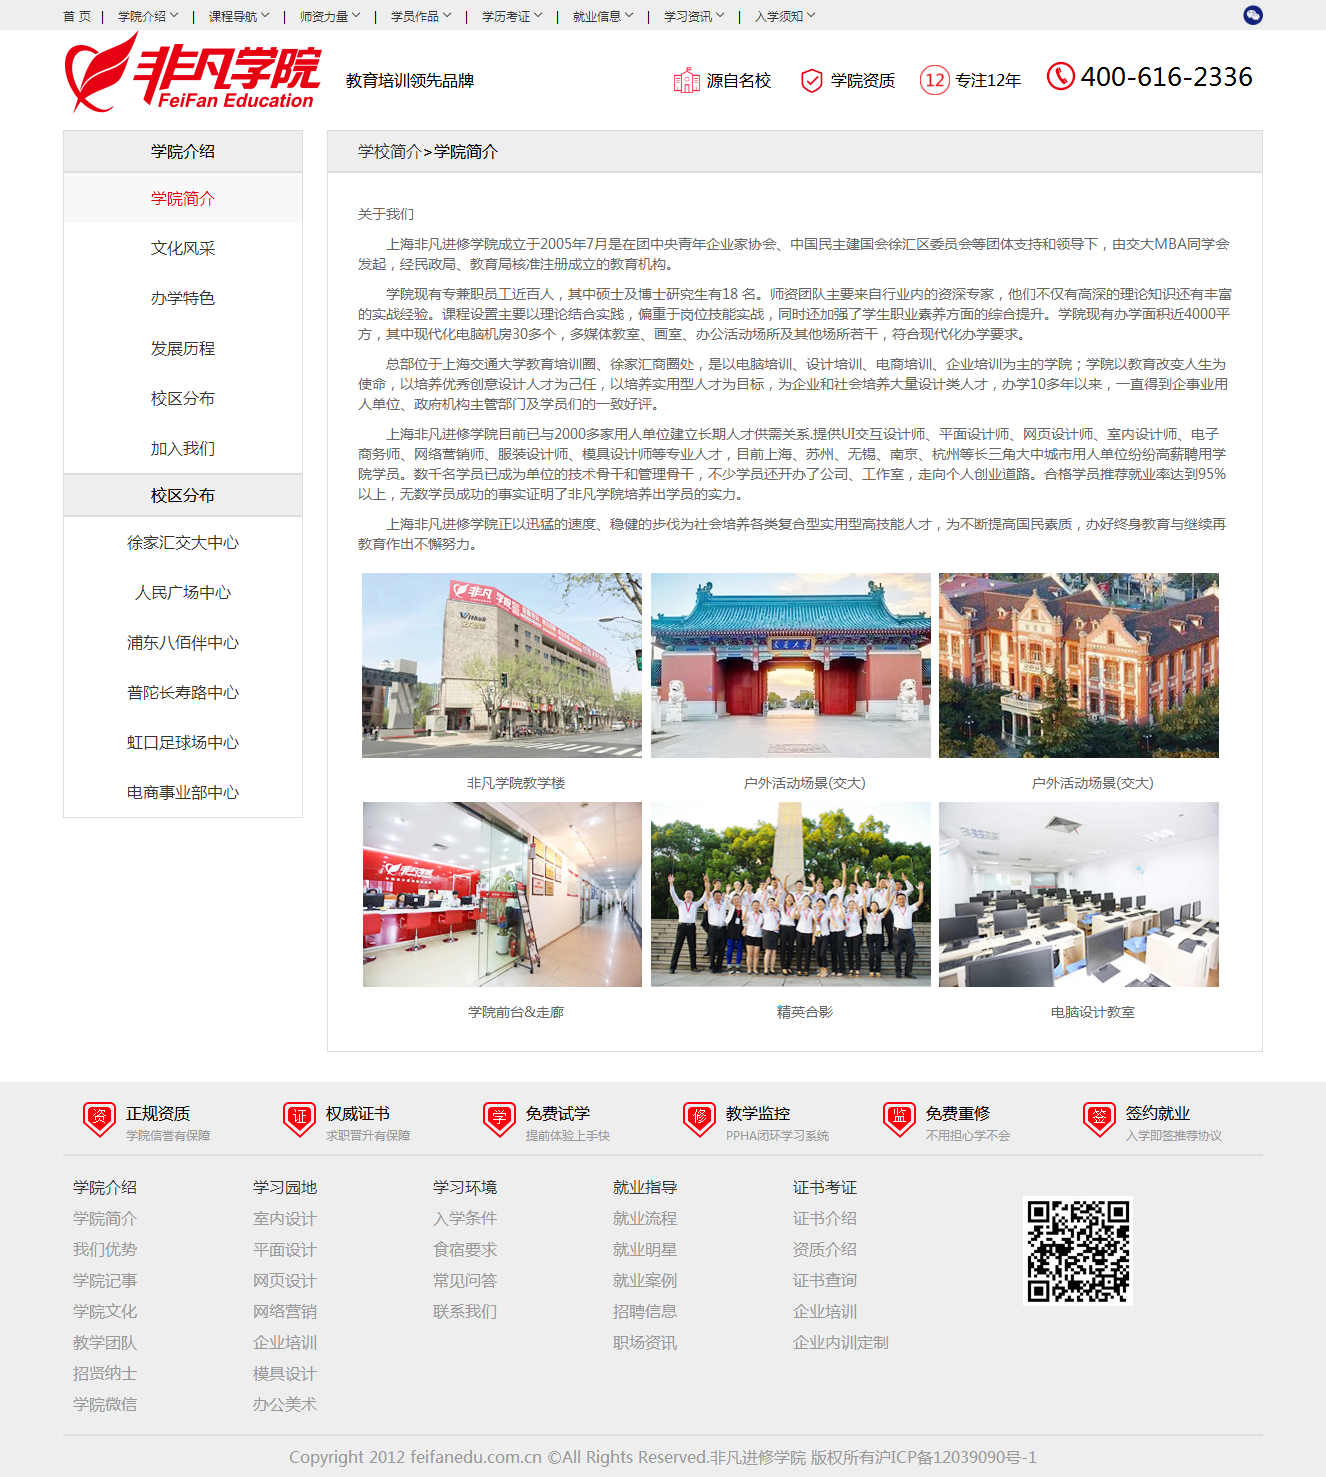 首 页 | 学院介绍 | 课程导航 | 师资力量 | 学员作品 | 学历考证 | 就业信息 | 学习资讯 | 入学须知
非凡学院
FeiFan Education
教育培训领先品牌
源自名校
学院资质
12 专注12年
400-616-2336
学院介绍
学院简介
文化风采
办学特色
发展历程
校区分布
加入我们
校区分布
徐家汇交大中心
人民广场中心
浦东八佰伴中心
普陀长寿路中心
虹口足球场中心
电商事业部中心
学校简介>学院简介
关于我们
上海非凡进修学院成立于2005年7月是在团中央青年企业家协会、中国民主建国会徐汇区委员会等团体支持和领导下，由交大MBA同学会
发起，经民政局、教育局核准注册成立的教育机构。
学院现有专兼职员工近百人，其中硕士及博士研究生有18 名。师资团队主要来自行业内的资深专家，他们不仅有高深的理论知识还有丰富
的实战经验。课程设置主要以理论结合实践，偏重于岗位技能实战，同时还加强了学生职业素养方面的综合提升。学院现有办学面积近4000平
方，其中现代化电脑机房30多个，多媒体教室、画室、办公活动场所及其他场所若干，符合现代化办学要求。
总部位于上海交通大学教育培训圈、徐家汇商圈处，是以电脑培训、设计培训、电商培训、企业培训为主的学院；学院以教育改变人生为
使命，以培养优秀创意设计人才为己任，以培养实用型人才为目标，为企业和社会培养大量设计类人才，办学10多年以来，一直得到企事业用
人单位、政府机构主管部门及学员们的一致好评。
上海非凡进修学院目前已与2000多家用人单位建立长期人才供需关系,提供UI交互设计师、平面设计师、网页设计师、室内设计师、电子
商务师、网络营销师、服装设计师、模具设计师等专业人才，目前上海、苏州、无锡、南京、杭州等长三角大中城市用人单位纷纷高薪聘用学
院学员。数千名学员已成为单位的技术骨干和管理骨干，不少学员还开办了公司、工作室，走向个人创业道路。合格学员推荐就业率达到95%
以上，无数学员成功的事实证明了非凡学院培养出学员的实力。
上海非凡进修学院正以迅猛的速度、稳健的步伐为社会培养各类复合型实用型高技能人才，为不断提高国民素质，办好终身教育与继续再
教育作出不懈努力。
非凡学院
非凡学院教学楼
户外活动场景(交大)
户外活动场景(交大)
非凡学院
学院前台&走廊
精英合影
电脑设计教室
资 正规资质
学院信誉有保障
证 权威证书
求职晋升有保障
学 免费试学
提前体验上手快
修 教学监控
PPHA闭环学习系统
监 免费重修
不用担心学不会
签 签约就业
入学即签推荐协议
学院介绍
学院简介
我们优势
学院记事
学院文化
教学团队
招贤纳士
学院微信
学习园地
室内设计
平面设计
网页设计
网络营销
企业培训
模具设计
办公美术
学习环境
入学条件
食宿要求
常见问答
联系我们
就业指导
就业流程
就业明星
就业案例
招聘信息
职场资讯
证书考证
证书介绍
资质介绍
证书查询
企业培训
企业内训定制
Copyright 2012 feifanedu.com.cn ©All Rights Reserved.非凡进修学院 版权所有沪ICP备12039090号-1